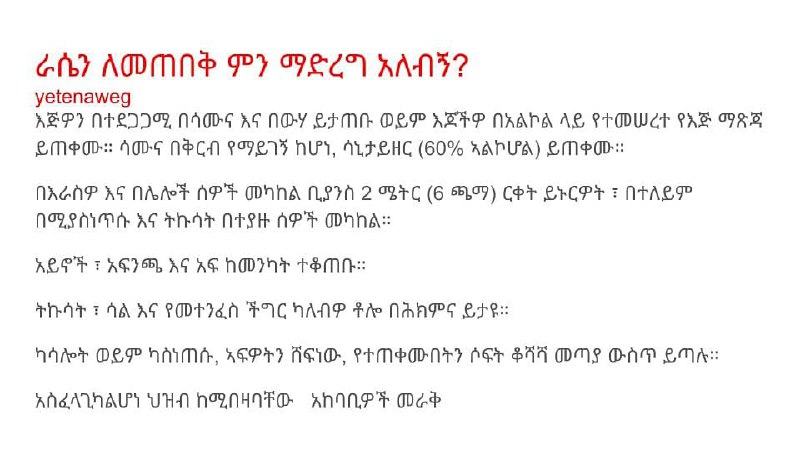 ራሴን ለመጠበቅ ምን ማድረግ አለብኝ?
yetenaweg
እጅዎን በተደጋጋሚ በሳሙና እና በውሃ ይታጠቡ ወይም እጆችዎ በአልኮል ላይ የተመሠረተ የእጅ ማጽጃ
ይጠቀሙ። ሳሙና በቅርብ የማይገኝ ከሆነ, ሳኒታይዘር (60% ኣልኮሆል) ይጠቀሙ።
በእራስዎ እና በሌሎች ሰዎች መካከል ቢያንስ 2 ሜትር (6 ጫማ) ርቀት ይኑርዎት ፣ በተለይም
በሚያስነጥሱ እና ትኩሳት በተያዙ ሰዎች መካከል።
አይኖች ፣ አፍንጫ እና አፍ ከመንካት ተቆጠቡ።
ትኩሳት ፣ ሳል እና የመተንፈስ ችግር ካለብዎ ቶሎ በሕክምና ይታዩ።
ካሳሎት ወይም ካስነጠሱ, ኣፍዎትን ሸፍነው, የተጠቀሙበትን ሶፍት ቆሻሻ መጣያ ውስጥ ይጣሉ።
አስፈላጊካልሆነ ህዝብ ከሚበዛባቸው አከባቢዎች መራቅ